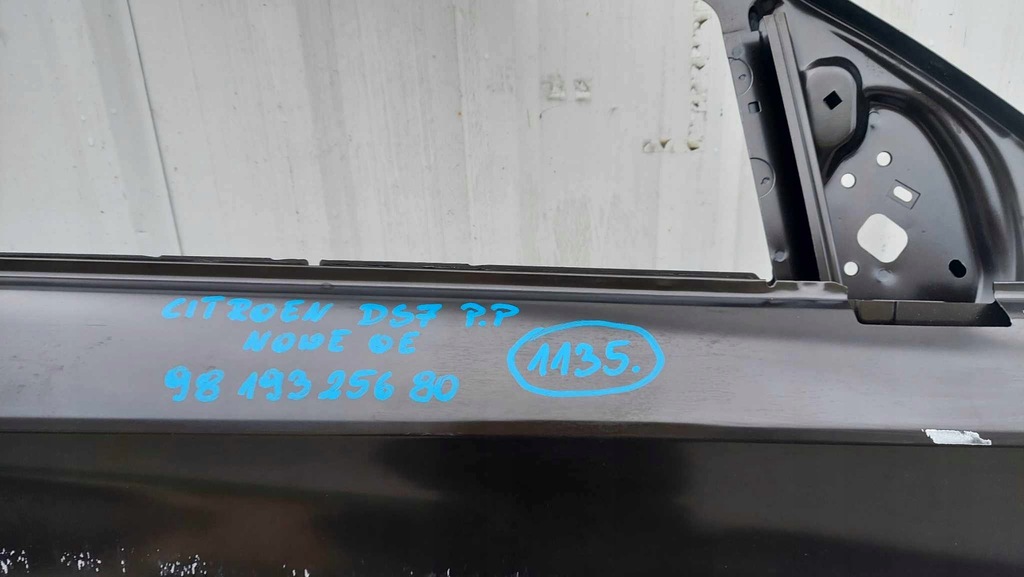 CITROEN DS7 P.P
NOWE OE
98 193 256 80
1135.